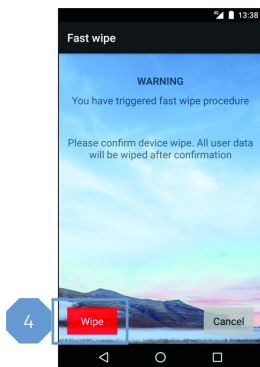 4G 13:38
Fast wipe
WARNING
You have triggered fast wipe procedure
Please confirm device wipe. All user data
will be wiped after confirmation
4
Wipe
Cancel